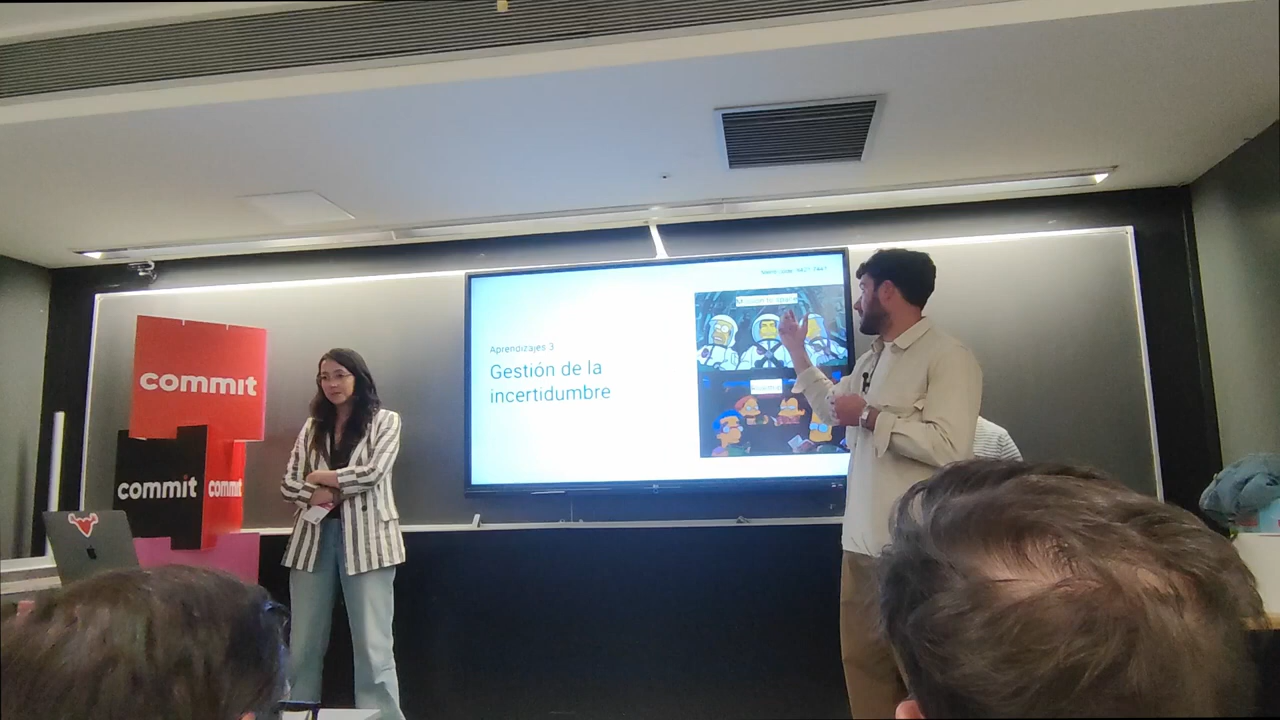 commit
commit
commit
Aprendizajes 3
Gestión de la
incertidumbre